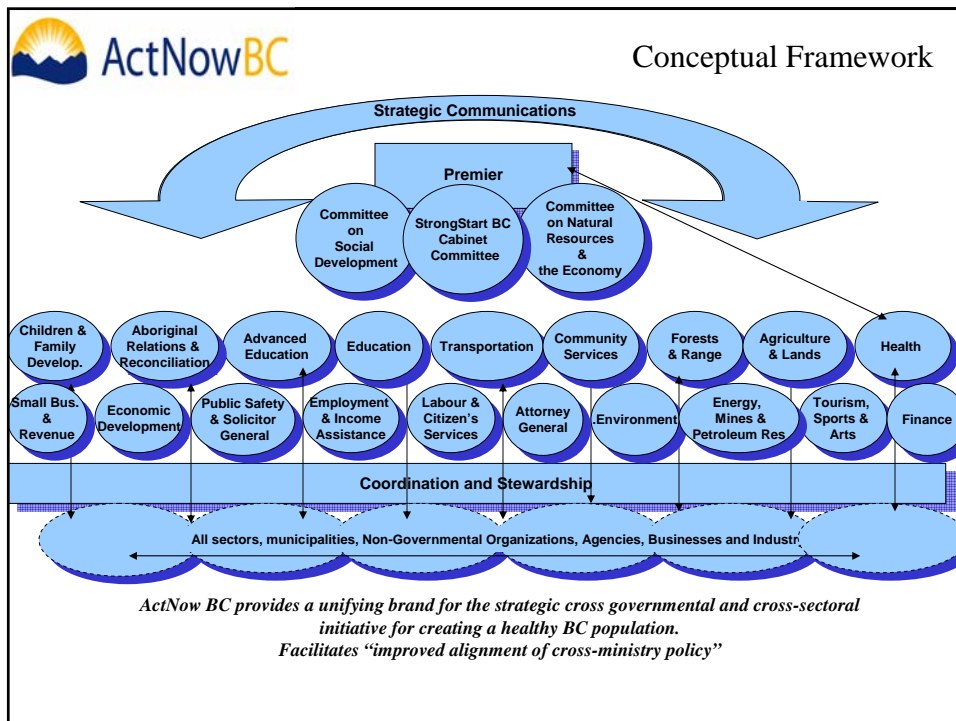 ActNowBC
Conceptual Framework
Strategic Communications
Premier
Committee
on
Social
Development
StrongStart BC
Cabinet
Committee
Committee
on Natural
Resources
&
the Economy
Children &
Family
Develop.
Aboriginal
Relations &
Reconciliation
Advanced
Education
Education
Transportation
Community
Services
Forests
& Range
Agriculture
& Lands
Health
Small Bus.
&
Revenue
Economic
Development
Public Safety
& Solicitor
General
Employment
& Income
Assistance
Labour &
Citizen's
Services
Attorney
General
.Environment
Energy,
Mines &
Petroleum Res
Tourism,
Sports &
Arts
Finance
Coordination and Stewardship
All sectors, municipalities, Non-Governmental Organizations, Agencies, Businesses and Industr
ActNow BC provides a unifying brand for the strategic cross governmental and cross-sectoral
initiative for creating a healthy BC population.
Facilitates “improved alignment of cross-ministry policy”